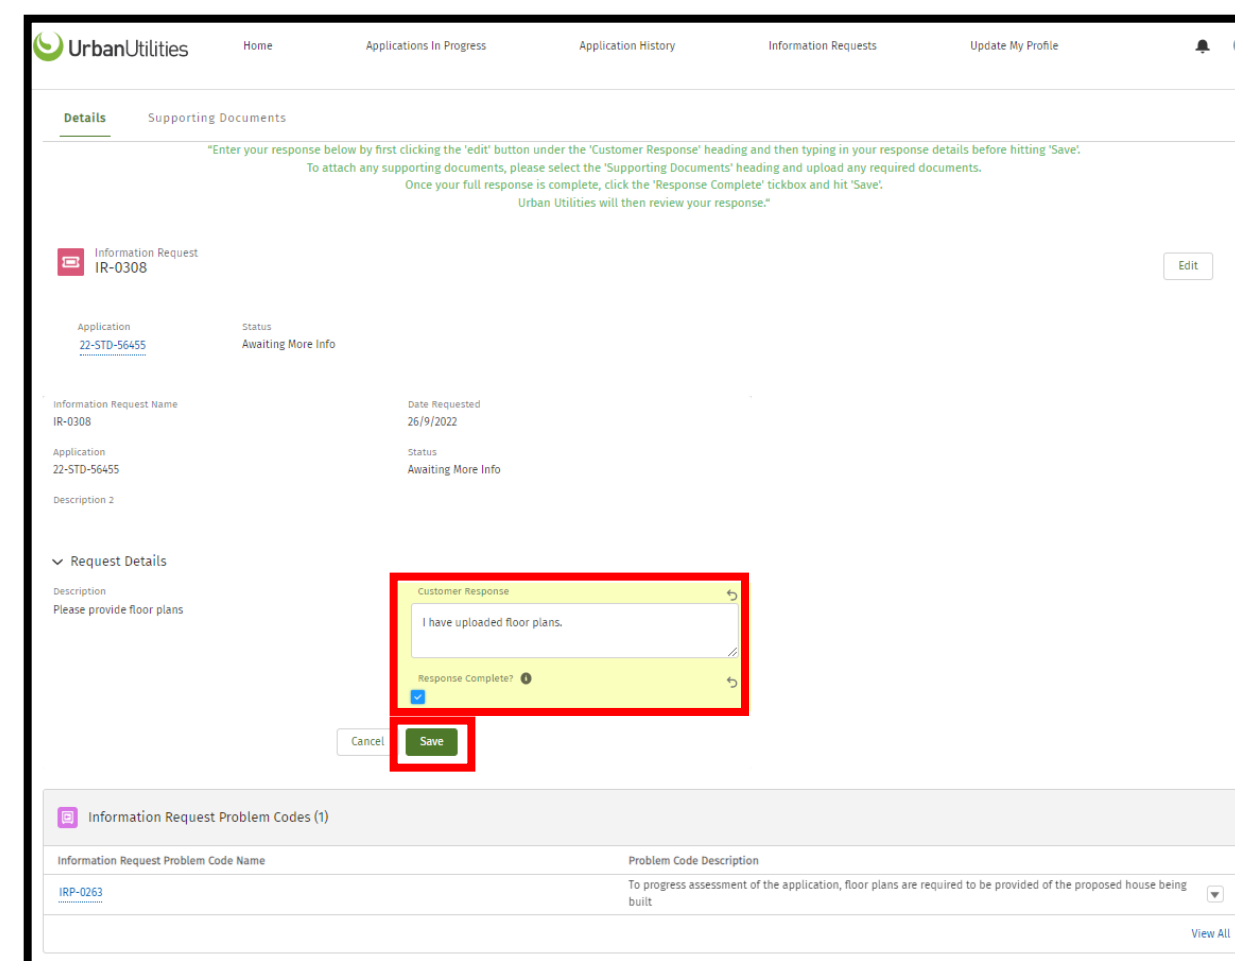 UrbanUtilities
Home
Applications In Progress
Application History
Information Requests
Update My Profile
Details
Supporting Documents
"Enter your response below by first clicking the 'edit' button under the 'Customer Response' heading and then typing in your response details before hitting 'Save'.
To attach any supporting documents, please select the 'Supporting Documents' heading and upload any required documents.
Once your full response is complete, click the 'Response Complete' tickbox and hit 'Save'.
Urban Utilities will then review your response."
Information Request
IR-0308
Edit
Application
Status
22-STD-56455
Awaiting More Info
Information Request Name
Date Requested
IR-0308
26/9/2022
Application
Status
22-STD-56455
Awaiting More Info
Description 2
Request Details
Description
Customer Response
Please provide floor plans
I have uploaded floor plans.
Response Complete?
Cancel
Save
Information Request Problem Codes (1)
Information Request Problem Code Name
Problem Code Description
IRP-0263
To progress assessment of the application, floor plans are required to be provided of the proposed house being
built
View All